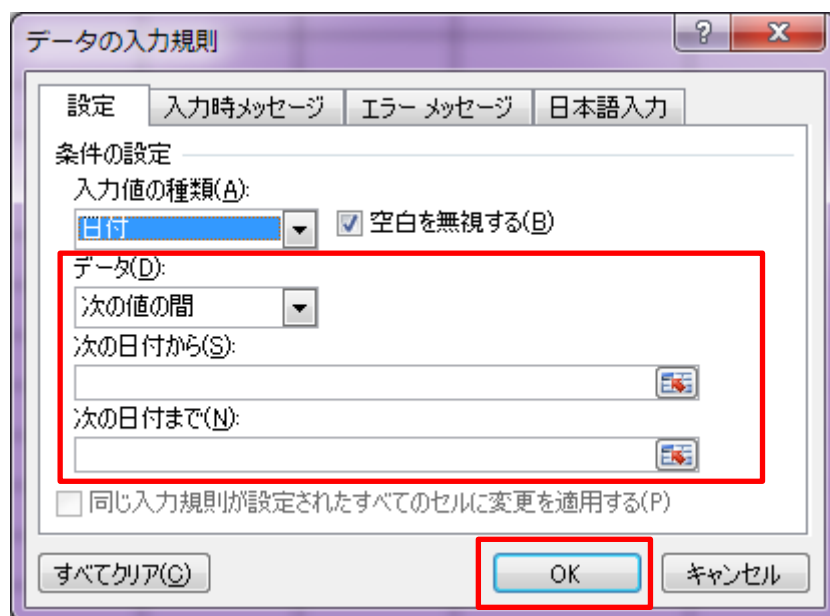 データの入力規則
設定 入力時メッセージ エラー メッセージ 日本語入力
条件の設定
入力値の種類(A):
日付 空白を無視する(B)
データ(D):
次の値の間
次の日付から(S):
次の日付まで(N):
同じ入力規則が設定されたすべてのセルに変更を適用する(P)
すべてクリア(C) OK キャンセル